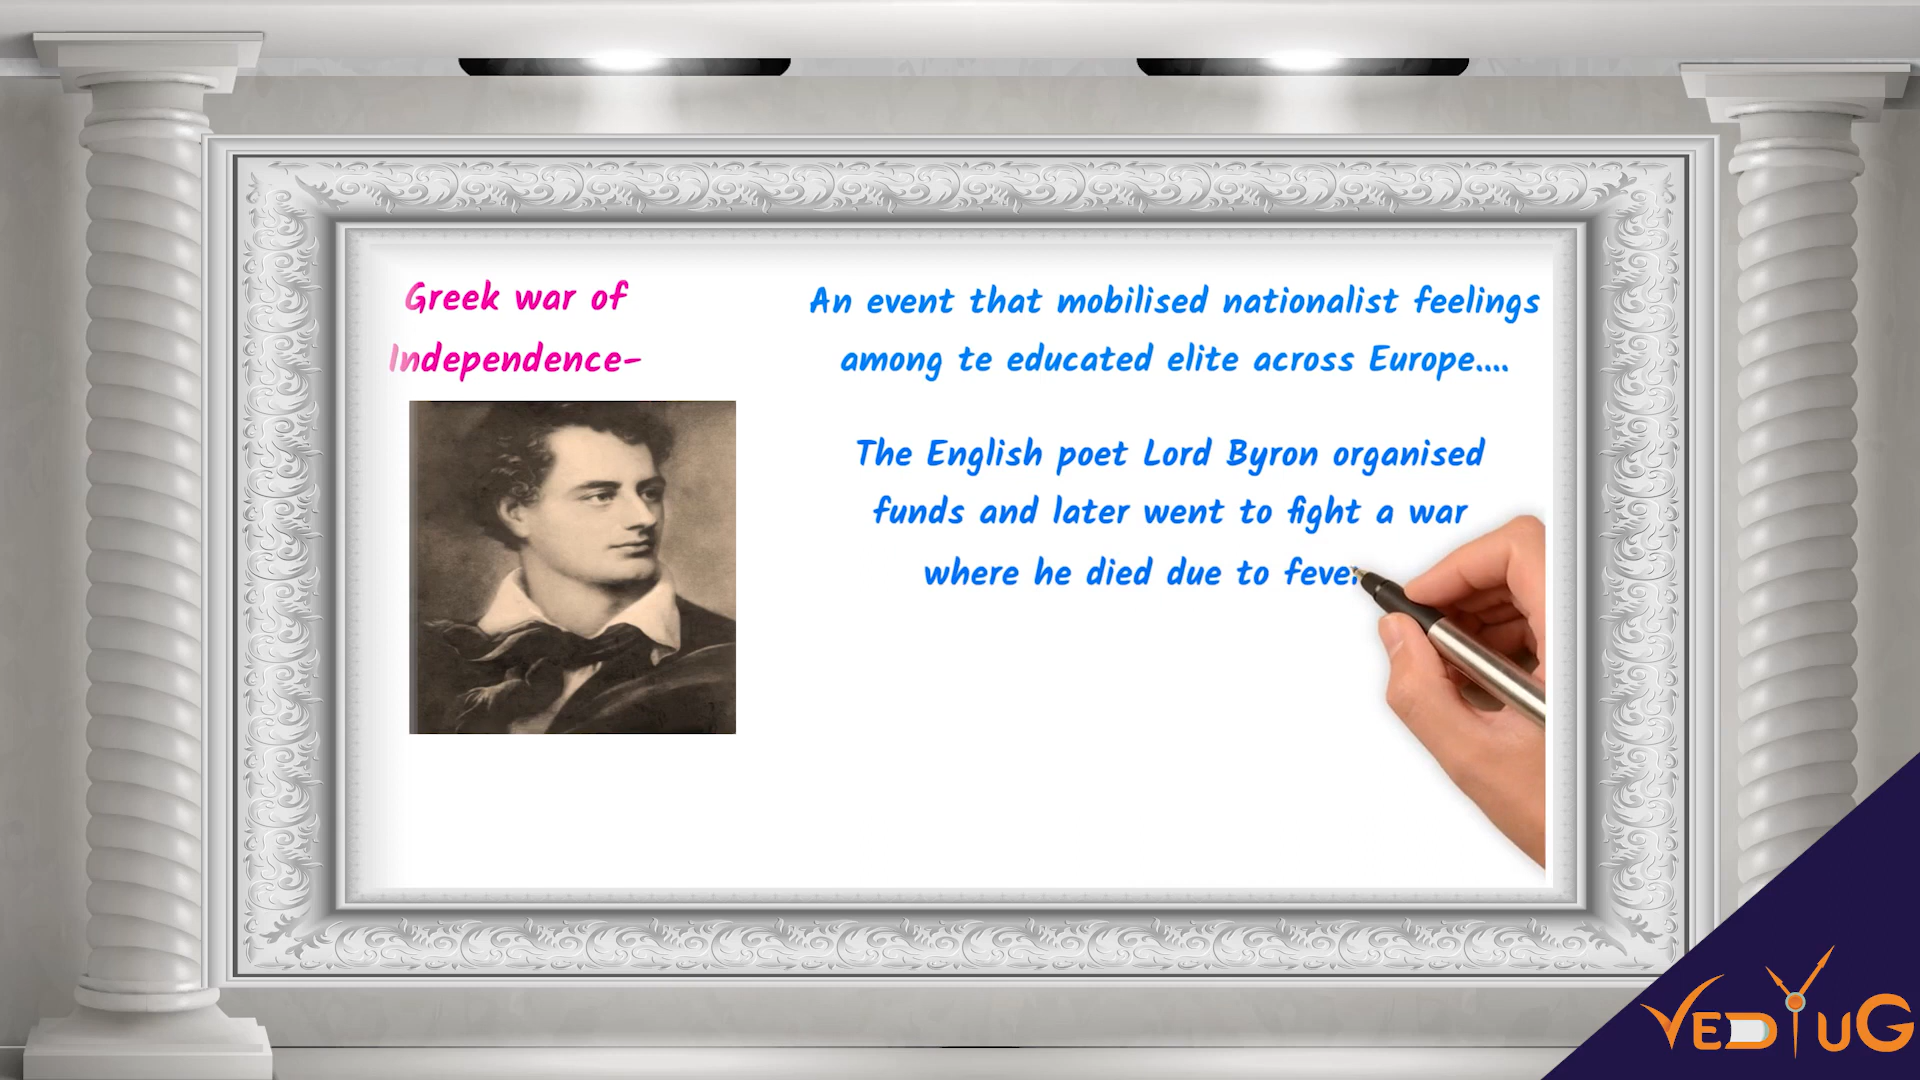 Greek war of
Independence-
An event that mobilised nationalist feelings
among te educated elite across Europe....
The English poet Lord Byron organised
funds and later went to fight a war
where he died due to fever
VEDYUG